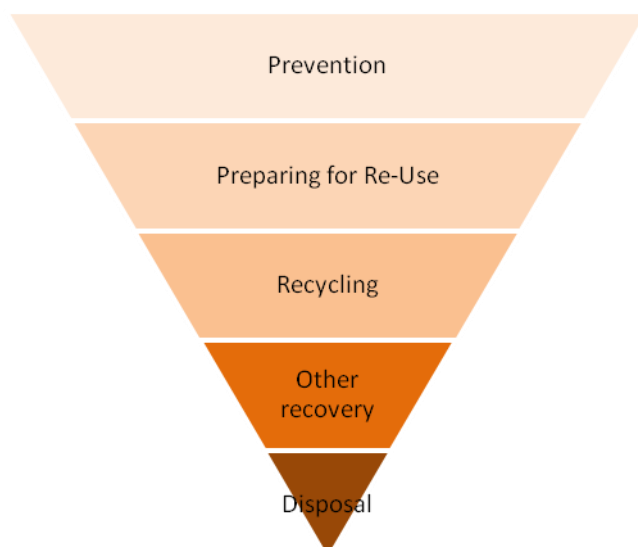 Prevention
Preparing for Re-Use
Recycling
Other
recovery
Disposal